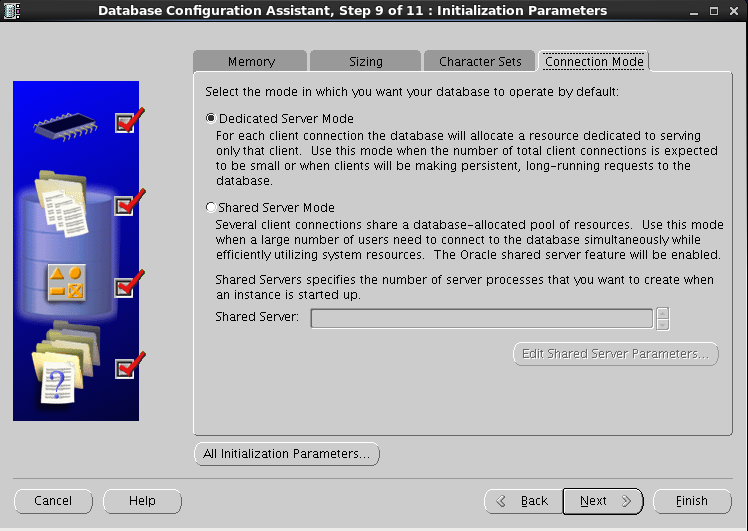 Database Configuration Assistant, Step 9 of 11 : Initialization Parameters
Memory
Sizing
Character Sets
Connection Mode
Select the mode in which you want your database to operate by default:
Dedicated Server Mode
For each client connection the database will allocate a resource dedicated to serving
only that client.  Use this mode when the number of total client connections is expected
to be small or when clients will be making persistent, long-running requests to the
database.
Shared Server Mode
Several client connections share a database-allocated pool of resources.  Use this mode
when a large number of users need to connect to the database simultaneously while
efficiently utilizing system resources.  The Oracle shared server feature will be enabled.
Shared Servers specifies the number of server processes that you want to create when
an instance is started up.
Shared Server:
Edit Shared Server Parameters...
?
All Initialization Parameters...
Cancel
Help
Back
Next
Finish